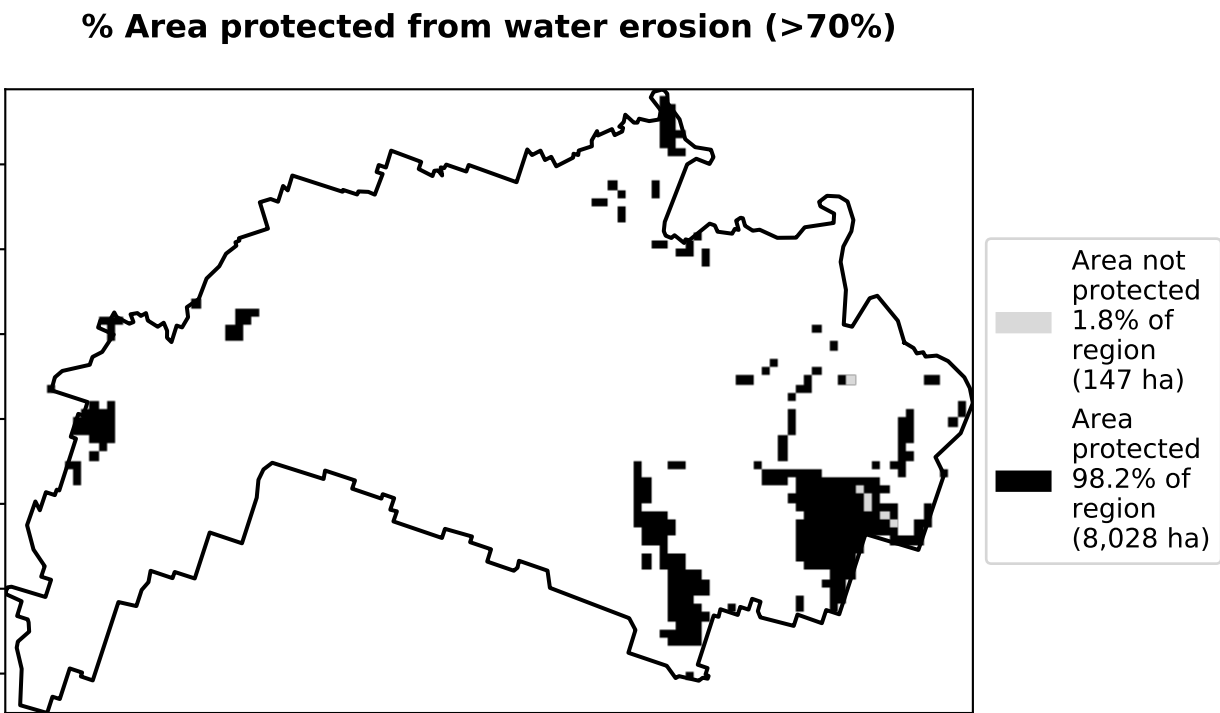 % Area protected from water erosion (>70%)
Area not
protected
1.8% of
region
(147 ha)
Area
protected
98.2% of
region
(8,028 ha)